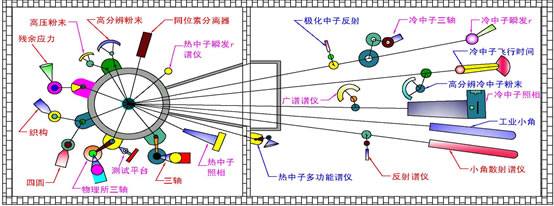 高压粉末
高分辨粉末
同位素分离器
残余应力
热中子瞬发r
谱仪
织构
四圆
物理所三轴
测试平台
三轴
热中子
照相
极化中子反射
冷中子三轴
冷中子瞬发r
冷中子飞行时间
高分辨冷中子粉末
广谱谱仪
冷中子照相
工业小角
热中子多功能谱仪
反射谱仪
小角散射谱仪